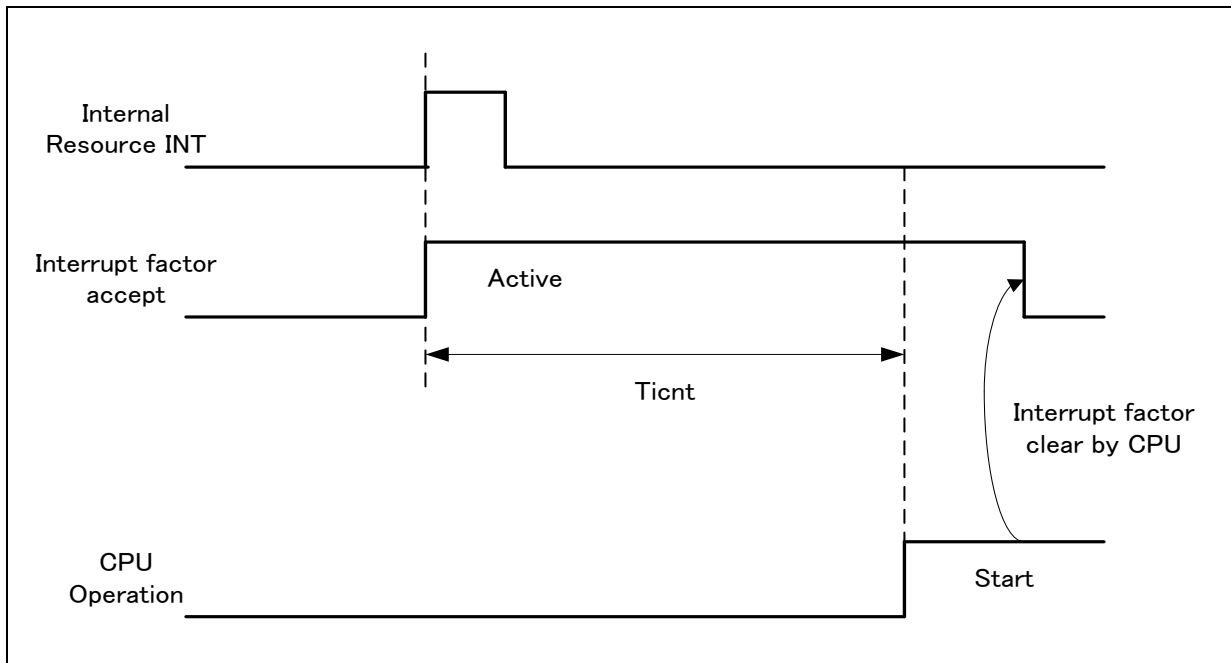 Internal
Resource INT
Interrupt factor
accept
Active
Ticnt
Interrupt factor
clear by CPU
CPU
Operation
Start